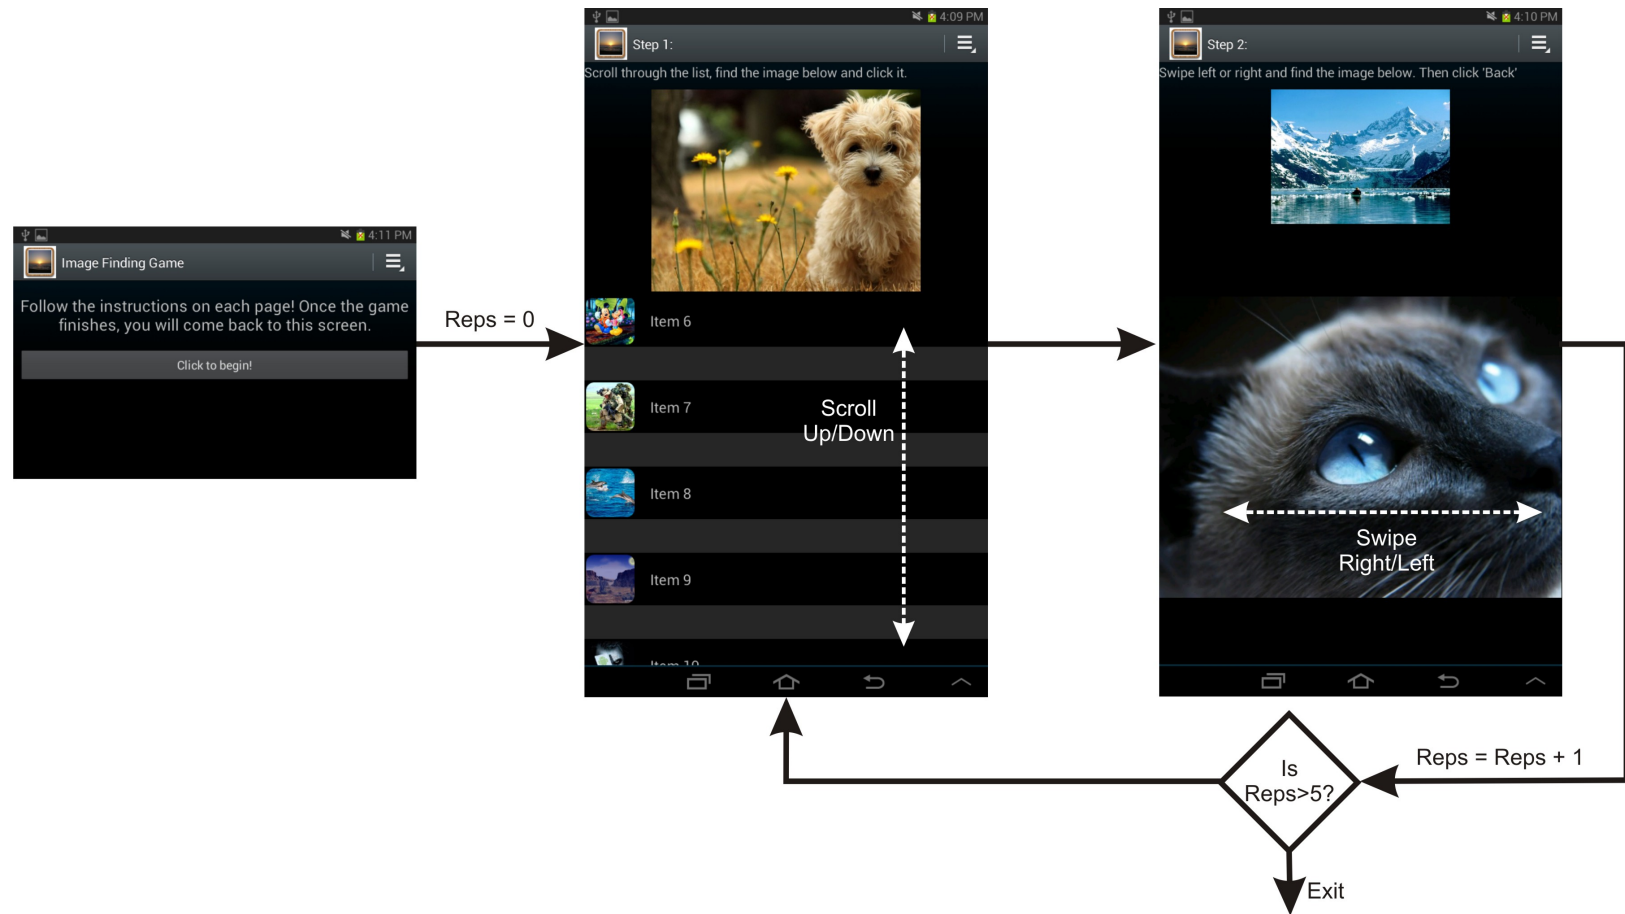 4:11 PM
Image Finding Game
Follow the instructions on each page! Once the game
finishes, you will come back to this screen.
Click to begin!
Reps = 0
4:09 PM
Step 1:
Scroll through the list, find the image below and click it.
Item 6
Item 7
Scroll
Up/Down
Item 8
Item 9
Item 10
4:10 PM
Step 2:
Swipe left or right and find the image below. Then click 'Back'
Swipe
Right/Left
Reps = Reps + 1
Is
Reps>5?
Exit